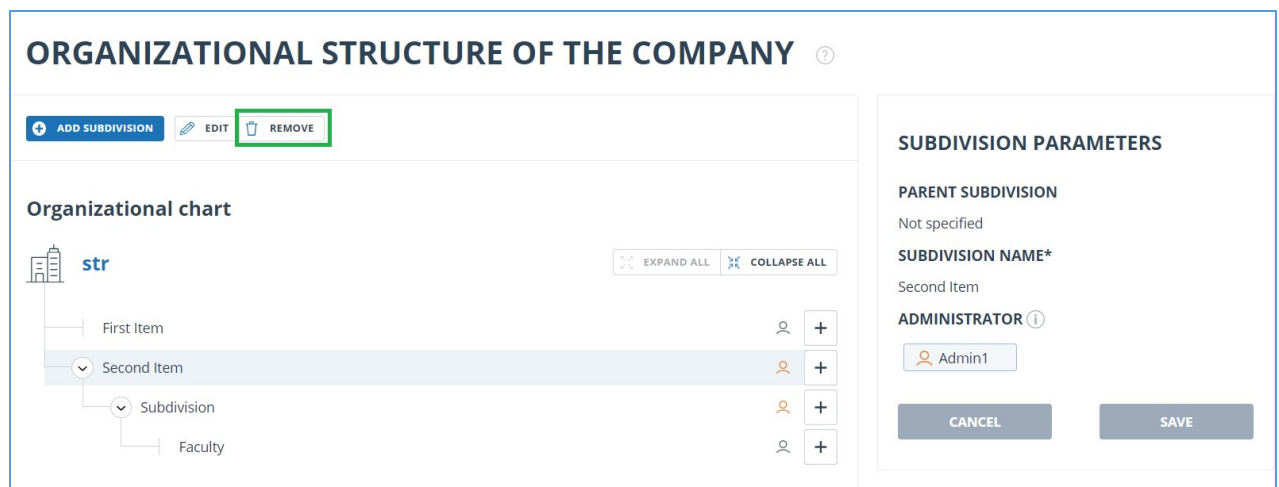 ORGANIZATIONAL STRUCTURE OF THE COMPANY ?
ADD SUBDIVISION EDIT REMOVE
Organizational chart
str
EXPAND ALL COLLAPSE ALL
First Item
Second Item
Subdivision
Faculty
SUBDIVISION PARAMETERS
PARENT SUBDIVISION
Not specified
SUBDIVISION NAME*
Second Item
ADMINISTRATOR i
Admin1
CANCEL SAVE